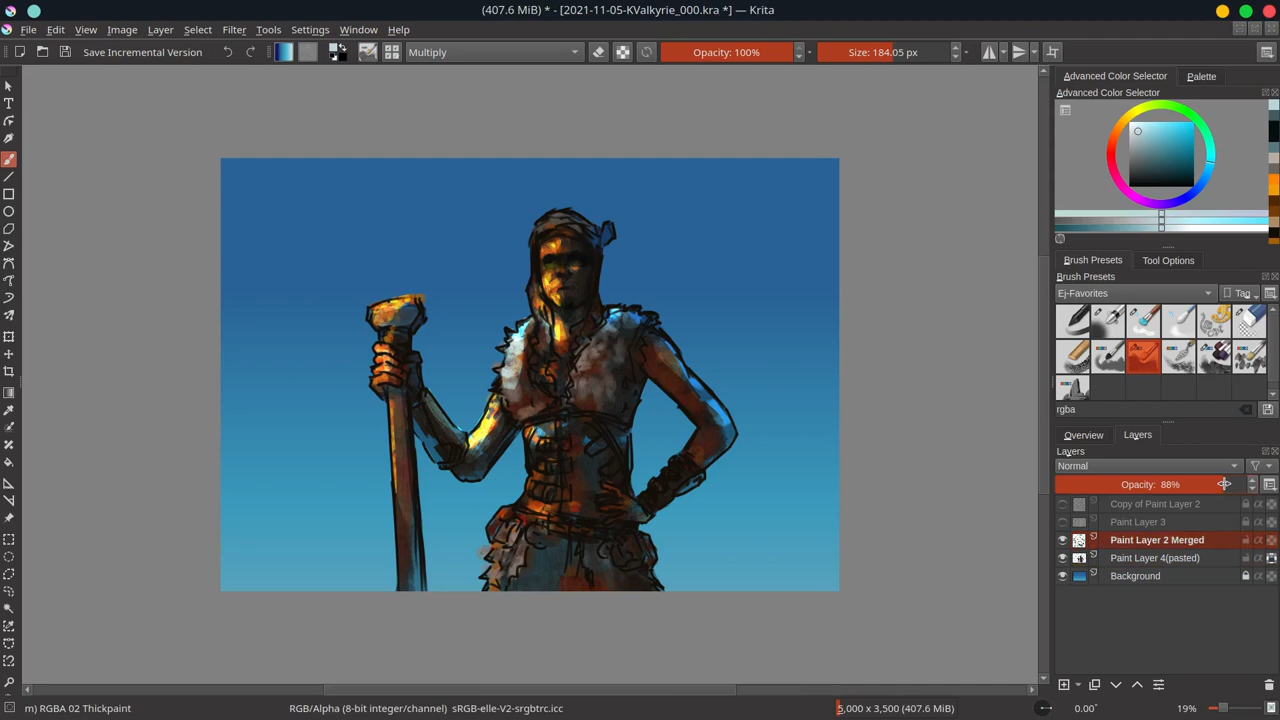 (407.6 MiB) * - [2021-11-05-KValkyrie_000.kra *] — Krita
File Edit View Image Filter Layer Select Tools Settings Window Help
Save Incremental Version Multiply Opacity: 100% Size: 184.05 px
Advanced Color Selector Palette
Advanced Color Selector
Brush Presets Tool Options
Brush Presets
Ej-Favorites Tag
rgba
Overview Layers
Layers
Normal
Opacity: 88%
Copy of Paint Layer 2
Paint Layer 3
Paint Layer 2 Merged
Paint Layer 4(pasted)
Background
m) RGBA 02 Thickpaint RGB/Alpha (8-bit integer/channel) sRGB-elle-V2-srgbtrc.icc 5,000 x 3,500 (407.6 MiB) 0.00° 19%